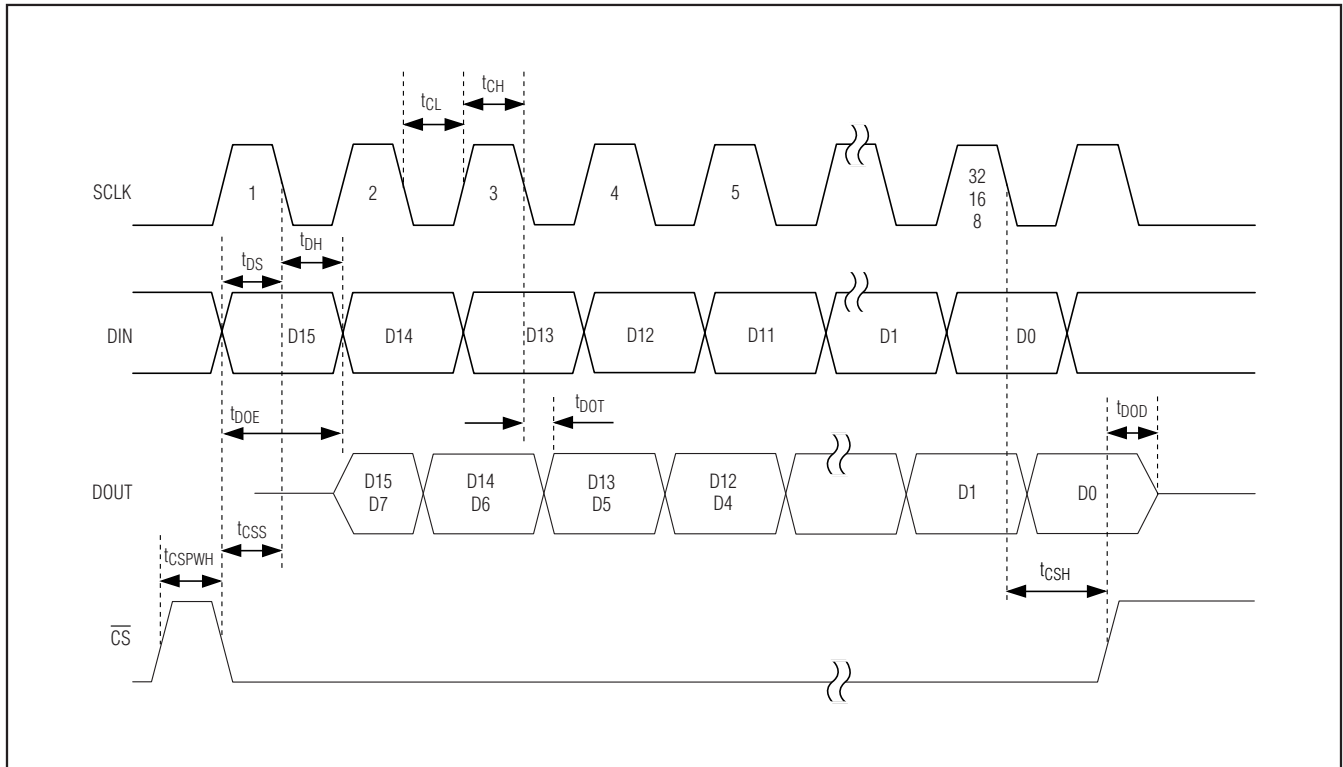 tCL
tCH
SCLK
1
2
3
4
5
32
16
8
tDS
tDH
DIN
D15
D14
D13
D12
D11
D1
D0
tDOE
tDOT
tDOD
DOUT
D15
D7
D14
D6
D13
D5
D12
D4
D1
D0
tCSPWH
tCSS
tCSH
CS